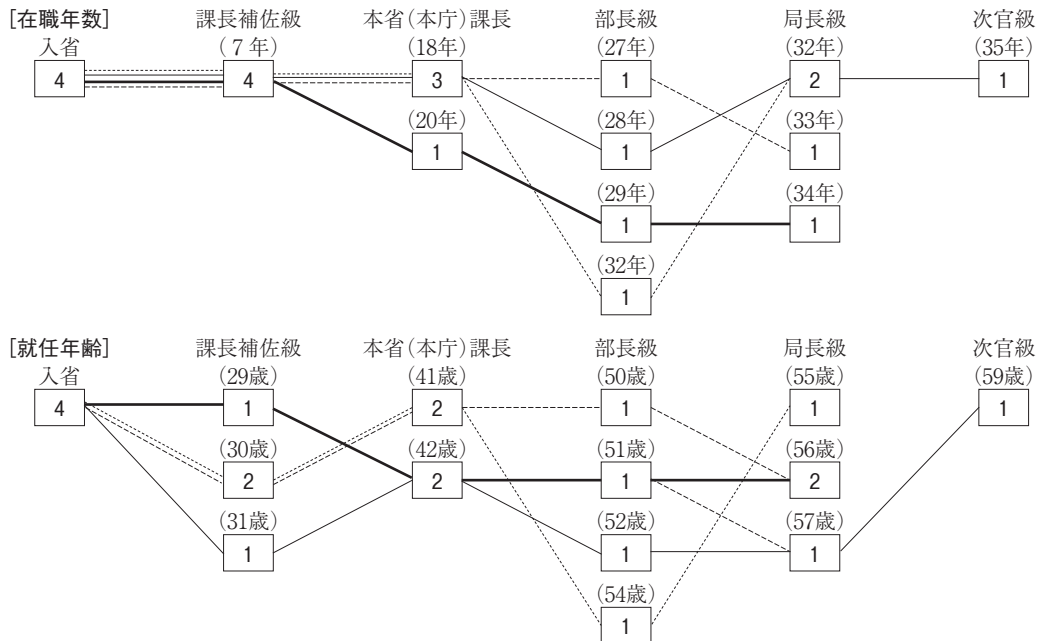 [在職年数]
課長補佐級 本省(本庁)課長 部長級 局長級 次官級
入省 (7年) (18年) (27年) (32年) (35年)
4 4 3 1 2 1
(20年) (28年) (33年)
1 1 1
(29年) (34年)
1 1
(32年)
1
[就任年齢]
課長補佐級 本省(本庁)課長 部長級 局長級 次官級
入省 (29歳) (41歳) (50歳) (55歳) (59歳)
4 1 2 1 1 1
(30歳) (42歳) (51歳) (56歳)
2 2 1 2
(31歳) (52歳) (57歳)
1 1 1
(54歳)
1